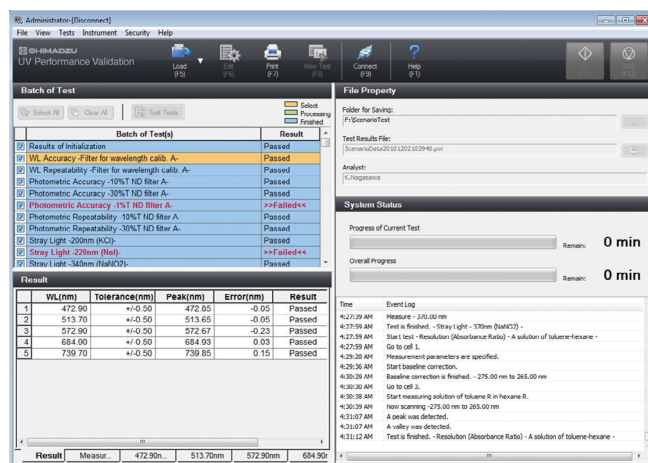 Administrator-[Disconnect]
File View Tests Instrument Security Help
SHIMADZU
UV Performance Validation
Load (F5)
Edit (F6)
Print (F7)
View Test (F8)
Connect (F9)
Help (F1)
Batch of Test
Select All
Clear All
Test Tests
Select
Processing
Finished
Batch of Test(s) Result
Results of Initialization Passed
WL Accuracy -Filter for wavelength calib. A- Passed
WL Repeatability -Filter for wavelength calib. A- Passed
Photometric Accuracy -10%T ND filter A- Passed
Photometric Accuracy -30%T ND filter A- Passed
Photometric Accuracy -1%T ND filter A- >>Failed<<
Photometric Repeatability -10%T ND filter A- Passed
Photometric Repeatability -30%T ND filter A- Passed
Stray Light -200nm (KCl)- Passed
Stray Light -220nm (NaI)- >>Failed<<
Stray Light -340nm (NaNO2)- Passed
Result
WL(nm) Tolerance(nm) Peak(nm) Error(nm) Result
1 472.90 +/-0.50 472.85 -0.05 Passed
2 513.70 +/-0.50 513.65 -0.05 Passed
3 572.90 +/-0.50 572.67 -0.23 Passed
4 684.90 +/-0.50 684.93 0.03 Passed
5 739.70 +/-0.50 739.85 0.15 Passed
Result Measur... 472.90n... 513.70nm 572.90nm 684.90r
File Property
Folder for Saving:
F:\ScenarioTest
Test Results File:
ScenarioData20101202103940.pvr
Analyst:
K.Nagasawa
System Status
Progress of Current Test
Remain: 0 min
Overall Progress
Remain: 0 min
Time Event Log
4:27:39 AM Measure - 370.00 nm
4:27:59 AM Test is finished. - Stray Light - 370nm (NaNO2) -
4:27:59 AM Start test - Resolution (Absorbance Ratio) - A solution of toluene-hexane -
4:27:59 AM Go to cell 1.
4:29:28 AM Measurement parameters are specified.
4:29:36 AM Start baseline correction.
4:30:29 AM Baseline correction is finished. - 275.00 nm to 265.00 nm
4:30:30 AM Go to cell 3.
4:30:38 AM Start measuring solution of toluene R in hexane R.
4:30:39 AM Now scanning -275.00 nm to 265.00 nm
4:31:07 AM A peak was detected.
4:31:07 AM A valley was detected.
4:31:12 AM Test is finished. - Resolution (Absorbance Ratio) - A solution of toluene-hexane -